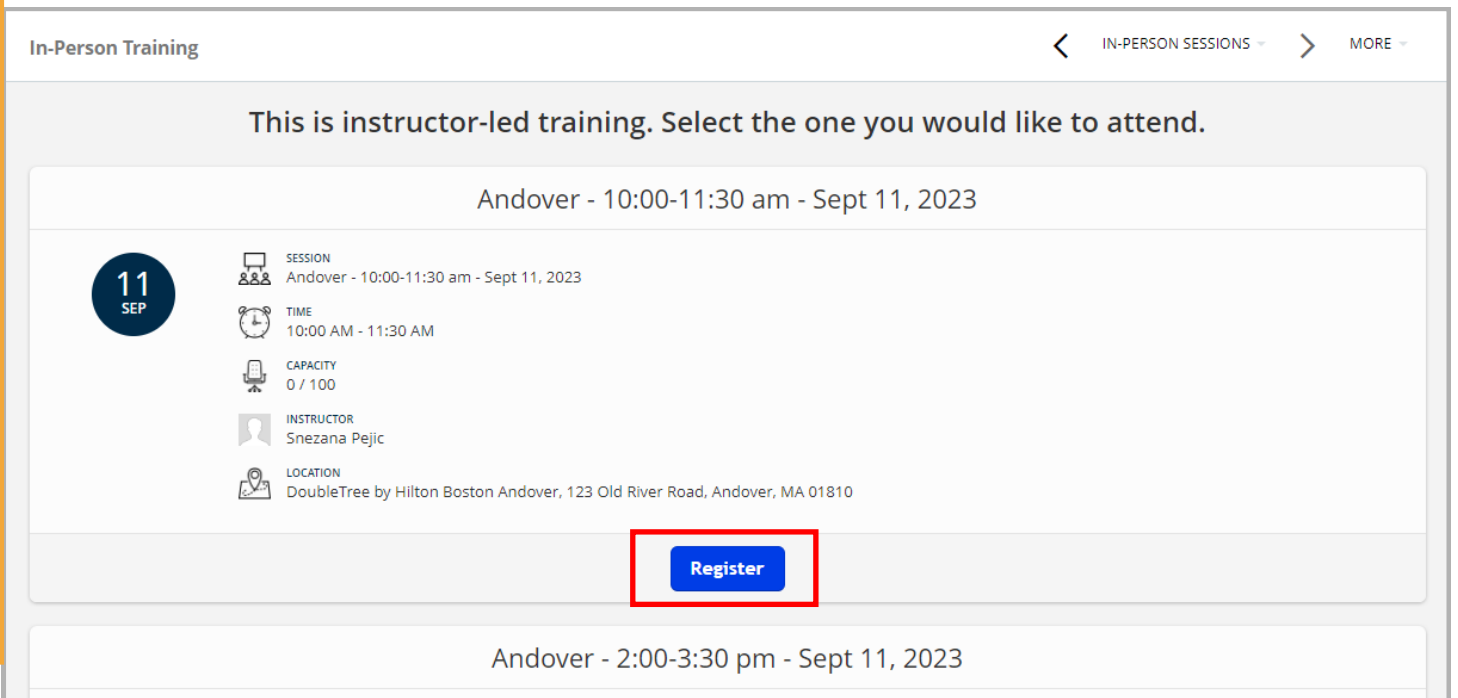 In-Person Training
IN-PERSON SESSIONS
MORE
This is instructor-led training. Select the one you would like to attend.
Andover - 10:00-11:30 am - Sept 11, 2023
11
SEP
SESSION
Andover - 10:00-11:30 am - Sept 11, 2023
TIME
10:00 AM - 11:30 AM
CAPACITY
0 / 100
INSTRUCTOR
Snezana Pejic
LOCATION
DoubleTree by Hilton Boston Andover, 123 Old River Road, Andover, MA 01810
Register
Andover - 2:00-3:30 pm - Sept 11, 2023